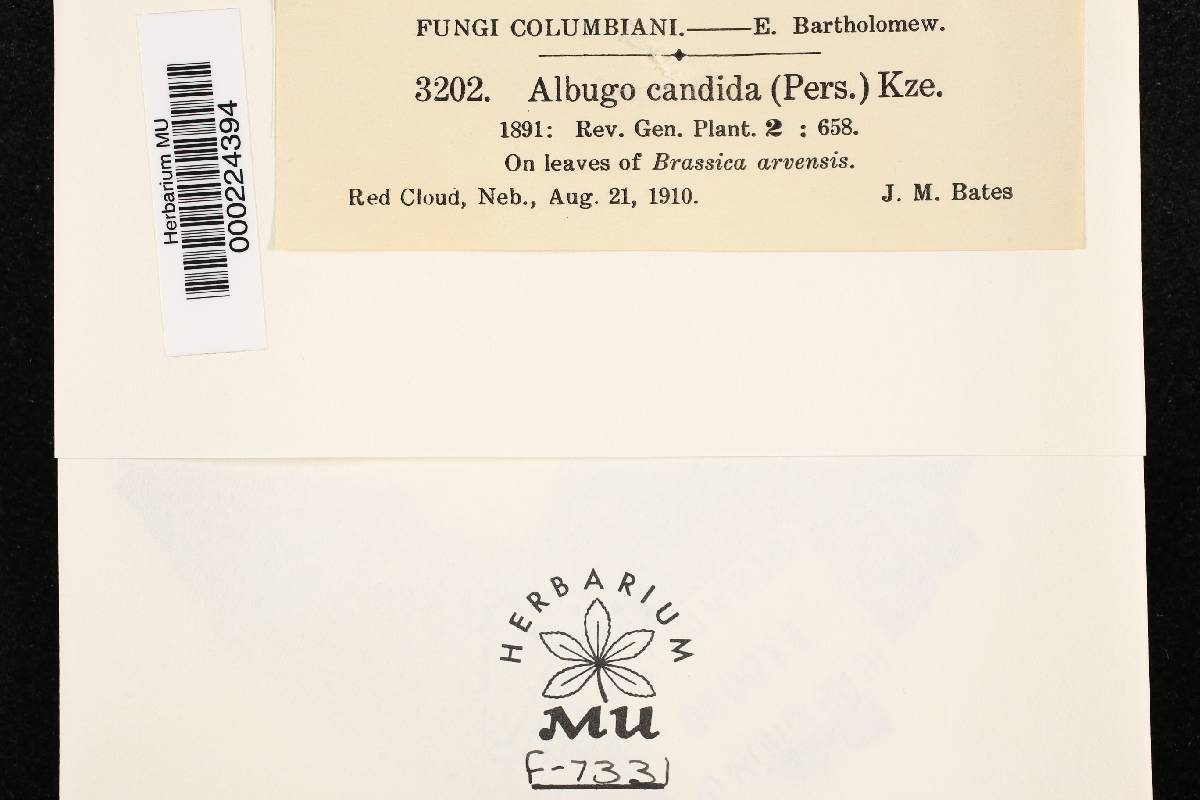 FUNGI COLUMBIANI.——E. Bartholomew.
3202. Albugo candida (Pers.) Kze.
1891: Rev. Gen. Plant. 2 : 658.
On leaves of Brassica arvensis.
Red Cloud, Neb., Aug. 21, 1910. J. M. Bates
Herbarium MU
000224394
HERBARIUM
MU
F-7331